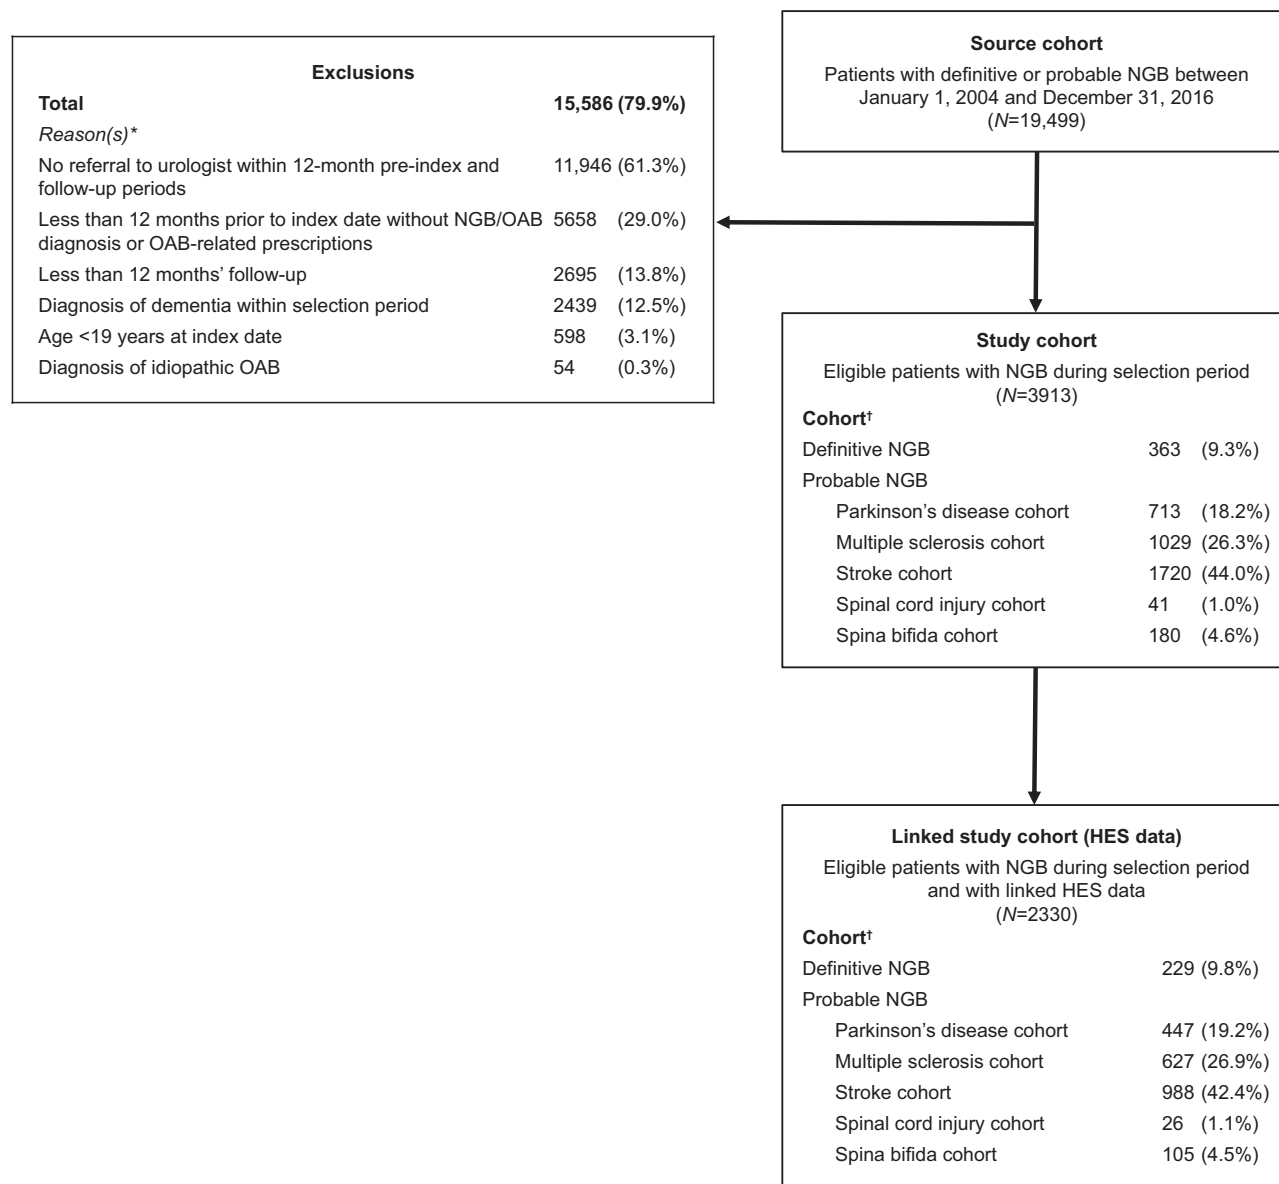 Exclusions
Total 15,586 (79.9%)
Reason(s)*
No referral to urologist within 12-month pre-index and 11,946 (61.3%)
follow-up periods
Less than 12 months prior to index date without NGB/OAB 5658 (29.0%)
diagnosis or OAB-related prescriptions
Less than 12 months’ follow-up 2695 (13.8%)
Diagnosis of dementia within selection period 2439 (12.5%)
Age <19 years at index date 598 (3.1%)
Diagnosis of idiopathic OAB 54 (0.3%)
Source cohort
Patients with definitive or probable NGB between
January 1, 2004 and December 31, 2016
(N=19,499)
Study cohort
Eligible patients with NGB during selection period
(N=3913)
Cohort†
Definitive NGB 363 (9.3%)
Probable NGB
Parkinson’s disease cohort 713 (18.2%)
Multiple sclerosis cohort 1029 (26.3%)
Stroke cohort 1720 (44.0%)
Spinal cord injury cohort 41 (1.0%)
Spina bifida cohort 180 (4.6%)
Linked study cohort (HES data)
Eligible patients with NGB during selection period
and with linked HES data
(N=2330)
Cohort†
Definitive NGB 229 (9.8%)
Probable NGB
Parkinson’s disease cohort 447 (19.2%)
Multiple sclerosis cohort 627 (26.9%)
Stroke cohort 988 (42.4%)
Spinal cord injury cohort 26 (1.1%)
Spina bifida cohort 105 (4.5%)